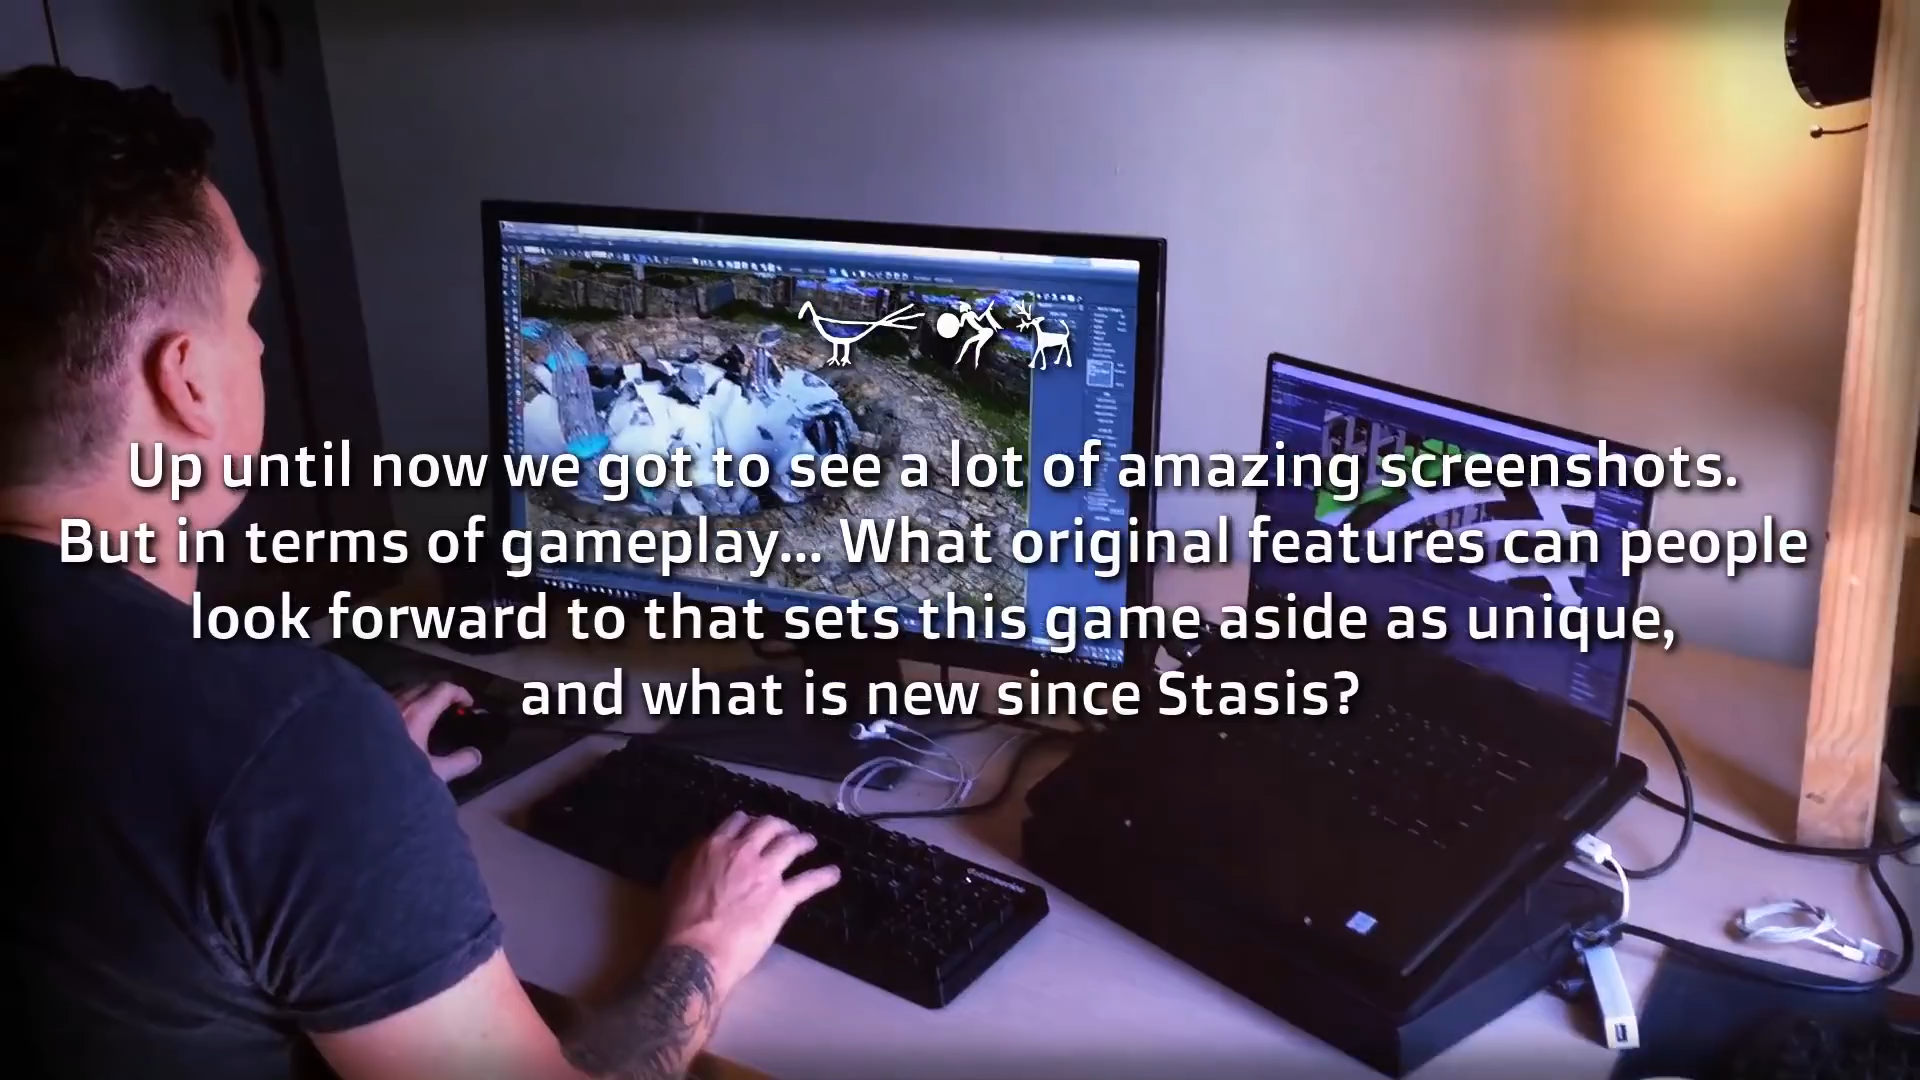 Up until now we got to see a lot of amazing screenshots.
But in terms of gameplay... What original features can people
look forward to that sets this game aside as unique,
and what is new since Stasis?